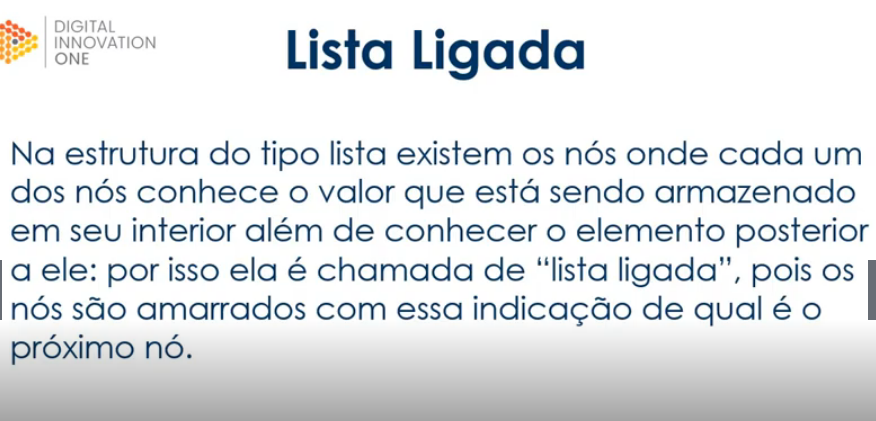 DIGITAL
INNOVATION
ONE
Lista Ligada
Na estrutura do tipo lista existem os nós onde cada um
dos nós conhece o valor que está sendo armazenado
em seu interior além de conhecer o elemento posterior
a ele: por isso ela é chamada de “lista ligada”, pois os
nós são amarrados com essa indicação de qual é o
próximo nó.